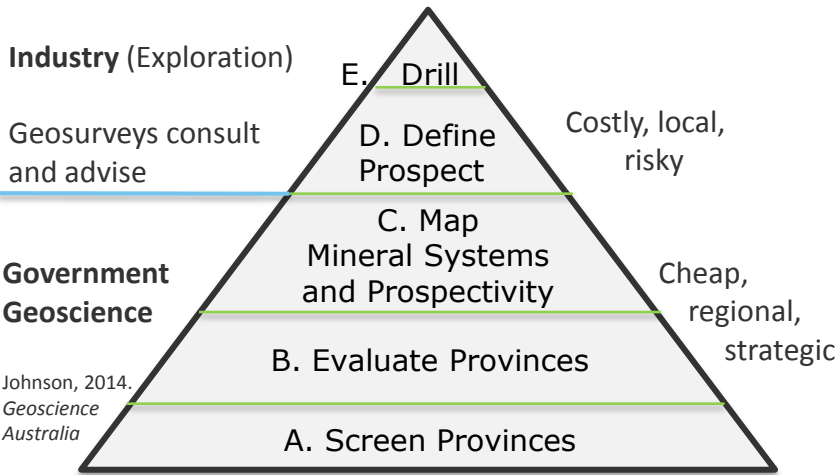 Industry (Exploration)
E. Drill
Geosurveys consult
and advise
D. Define
Prospect
Costly, local,
risky
C. Map
Mineral Systems
and Prospectivity
Government
Geoscience
Cheap,
regional,
strategic
B. Evaluate Provinces
Johnson, 2014.
Geoscience
Australia
A. Screen Provinces